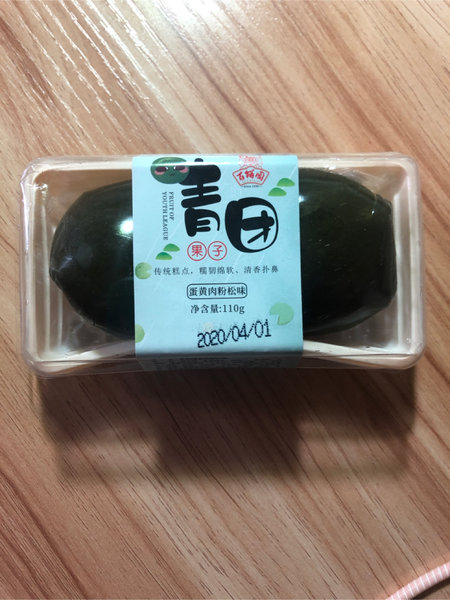 青团
果子
FRUIT OF
YOUTH LEAGUE
传统糕点，糯韧绵软、清香扑鼻
蛋黄肉粉松味
净含量:110g
2020/04/01